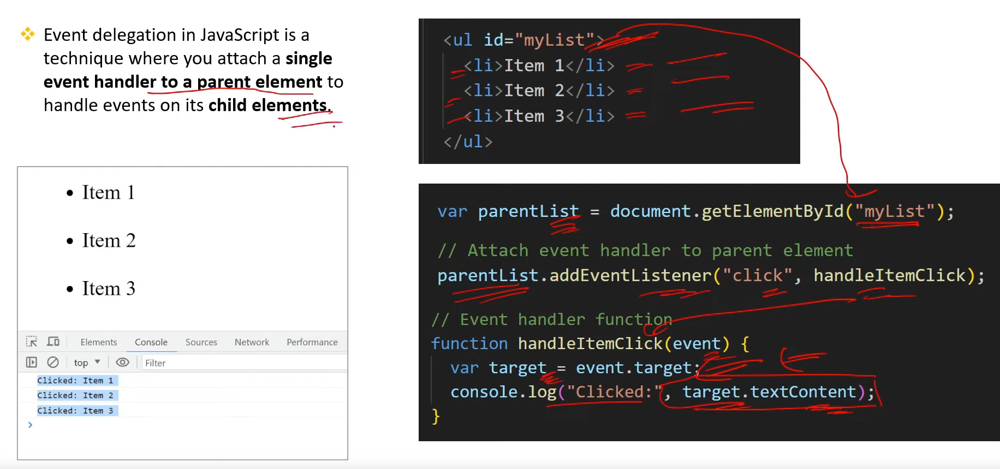 ❖ Event delegation in JavaScript is a
technique where you attach a single
event handler to a parent element to
handle events on its child elements.
<ul id="myList">
<li>Item 1</li>
<li>Item 2</li>
<li>Item 3</li>
</ul>
• Item 1
• Item 2
• Item 3
Elements Console Sources Network Performance
top ▼ Filter
Clicked: Item 1
Clicked: Item 2
Clicked: Item 3
>
var parentList = document.getElementById("myList");
// Attach event handler to parent element
parentList.addEventListener("click", handleItemClick);
// Event handler function
function handleItemClick(event) {
var target = event.target;
console.log("Clicked:", target.textContent);
}